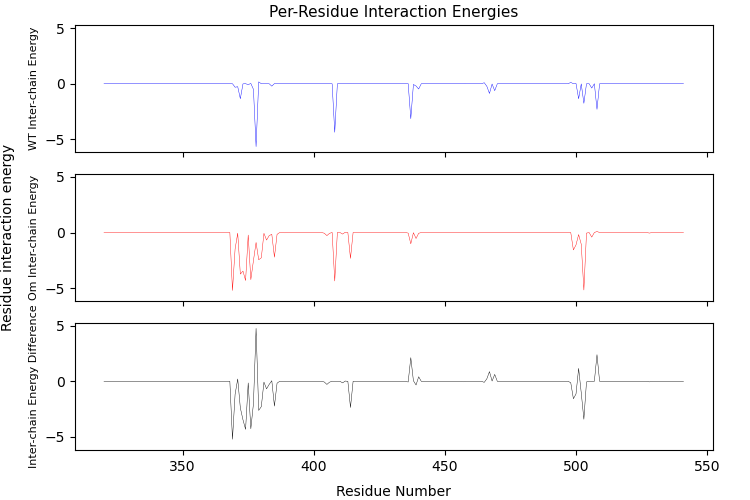 Per-Residue Interaction Energies
Residue interaction energy
WT Inter-chain Energy
5
0
−5
Om Inter-chain Energy
5
0
−5
Inter-chain Energy Difference
5
0
−5
350 400 450 500 550
Residue Number